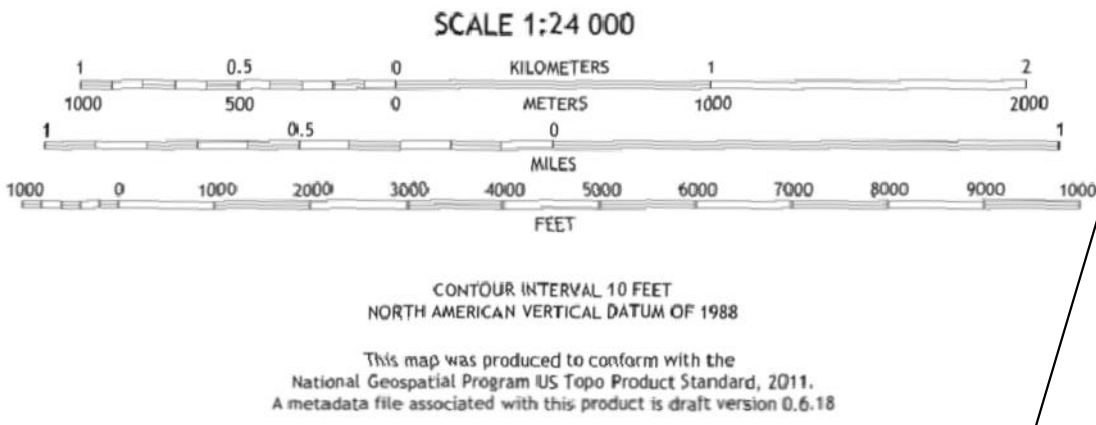 SCALE 1:24 000
1 0.5 0 KILOMETERS 1 2
1000 500 0 METERS 1000 2000
1 0.5 0 1
MILES
1000 0 1000 2000 3000 4000 5000 6000 7000 8000 9000 1000
FEET
CONTOUR INTERVAL 10 FEET
NORTH AMERICAN VERTICAL DATUM OF 1988
This map was produced to conform with the
National Geospatial Program US Topo Product Standard, 2011.
A metadata file associated with this product is draft version 0.6.18